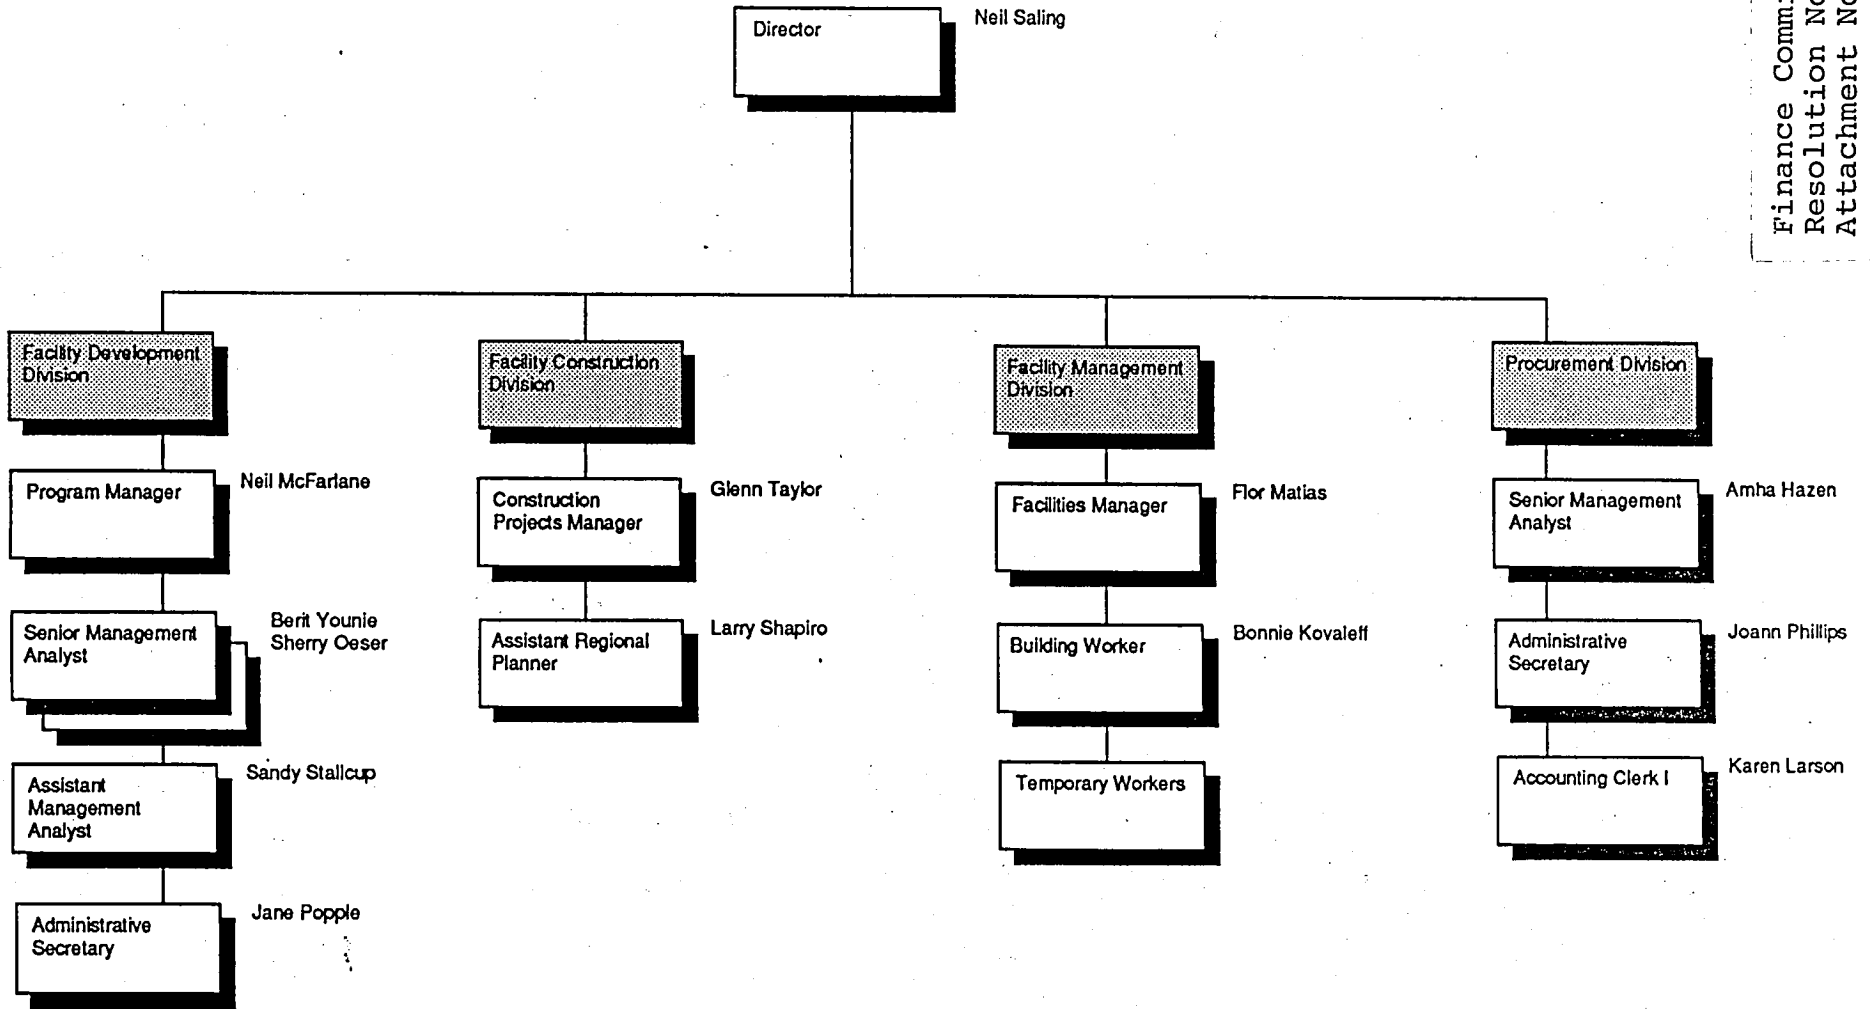 Director
Neil Saling
Finance
Resolution
Attachment
Facility Development
Division
Facility Construction
Division
Facility Management
Division
Procurement Division
Program Manager
Neil McFarlane
Construction
Projects Manager
Glenn Taylor
Facilities Manager
Flor Matias
Senior Management
Analyst
Amha Hazen
Senior Management
Analyst
Berit Younie
Sherry Oeser
Assistant Regional
Planner
Larry Shapiro
Building Worker
Bonnie Kovaleff
Administrative
Secretary
Joann Phillips
Assistant
Management
Analyst
Sandy Stallcup
Temporary Workers
Accounting Clerk I
Karen Larson
Administrative
Secretary
Jane Popple